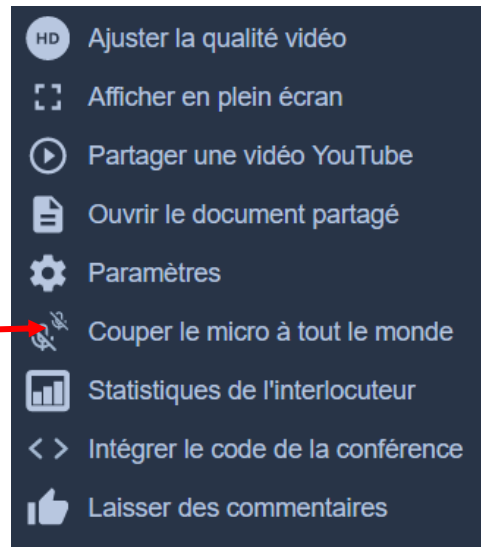 HD
Ajuster la qualité vidéo
Afficher en plein écran
Partager une vidéo YouTube
Ouvrir le document partagé
Paramètres
Couper le micro à tout le monde
Statistiques de l'interlocuteur
Intégrer le code de la conférence
Laisser des commentaires